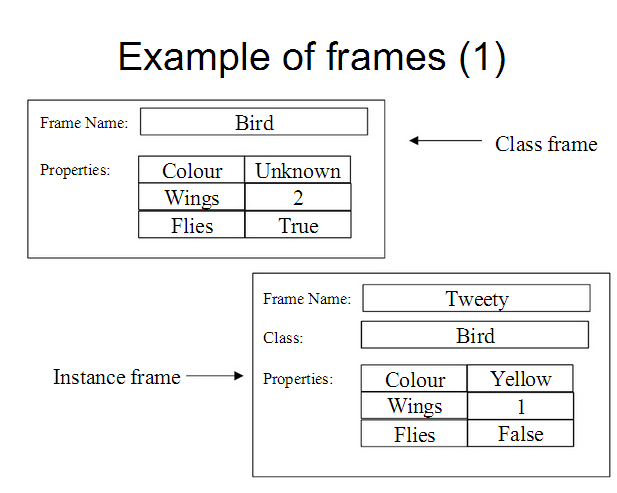 Example of frames (1)
Frame Name: Bird
Class frame
Properties: Colour Unknown
Wings 2
Flies True
Frame Name: Tweety
Class: Bird
Instance frame
Properties: Colour Yellow
Wings 1
Flies False